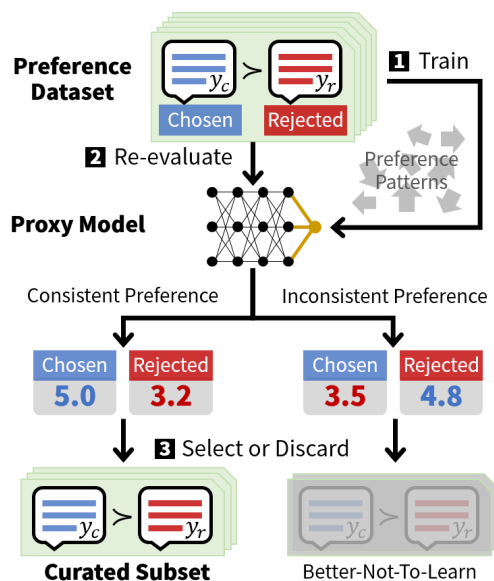 Preference
Dataset
y_c ≻ y_r
Chosen
Rejected
1 Train
2 Re-evaluate
Preference
Patterns
Proxy Model
Consistent Preference
Inconsistent Preference
Chosen
Rejected
5.0
3.2
Chosen
Rejected
3.5
4.8
3 Select or Discard
y_c ≻ y_r
y_c ≻ y_r
Curated Subset
Better-Not-To-Learn